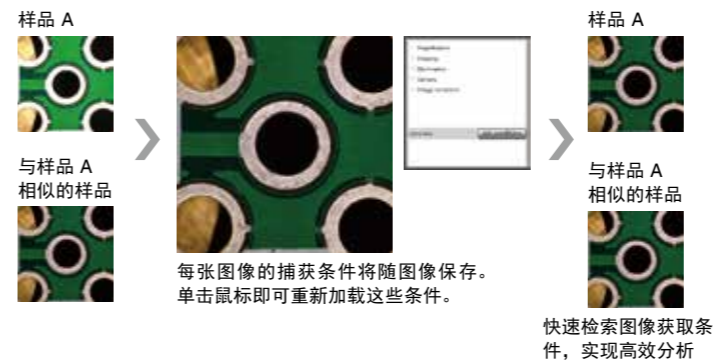 样品 A
与样品 A
相似的样品
每张图像的捕获条件将随图像保存。
单击鼠标即可重新加载这些条件。
样品 A
与样品 A
相似的样品
快速检索图像获取条
件，实现高效分析